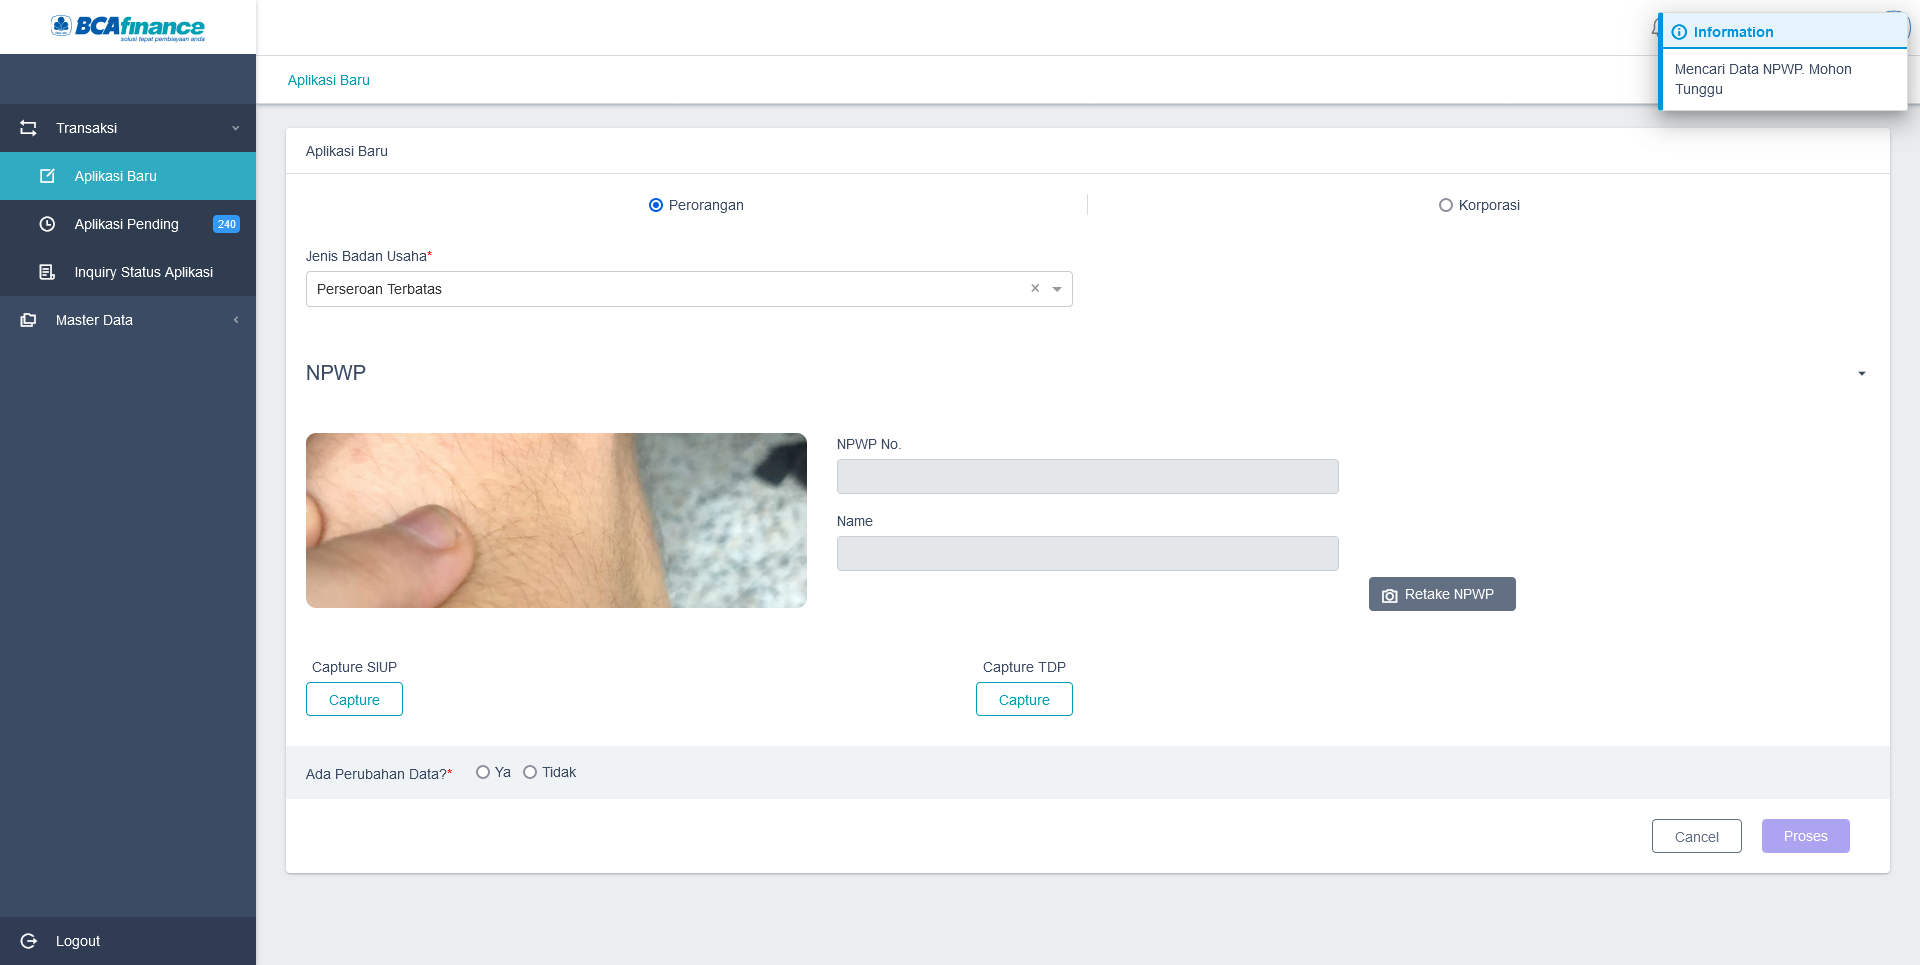 BCAfinance
solusi tepat pembiayaan anda
Information
Mencari Data NPWP. Mohon
Tunggu
Aplikasi Baru
Transaksi
Aplikasi Baru
Aplikasi Pending 240
Inquiry Status Aplikasi
Master Data
Logout
Aplikasi Baru
Perorangan
Korporasi
Jenis Badan Usaha*
Perseroan Terbatas
NPWP
NPWP No.
Name
Retake NPWP
Capture SIUP
Capture
Capture TDP
Capture
Ada Perubahan Data?* Ya Tidak
Cancel
Proses